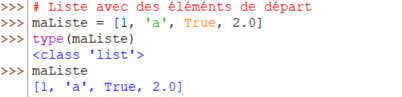 >>> # Liste avec des éléménts de départ
>>> maListe = [1, 'a', True, 2.0]
>>> type(maListe)
<class 'list'>
>>> maListe
[1, 'a', True, 2.0]